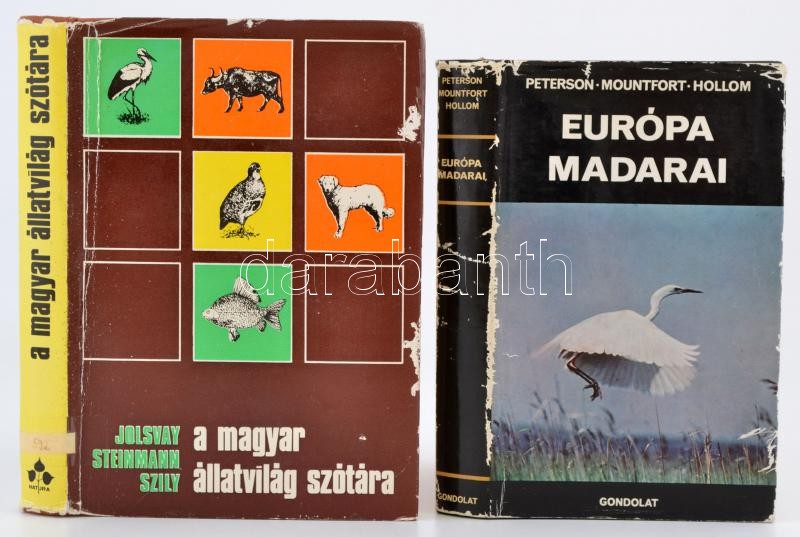 a magyar állatvilág szótára
NATURA
JOLSVAY
STEINMANN
SZILY
a magyar
állatvilág szótára
PETERSON
MOUNTFORT
HOLLOM
EURÓPA
MADARAI
GONDOLAT
PETERSON · MOUNTFORT · HOLLOM
EURÓPA
MADARAI
GONDOLAT
darabanth